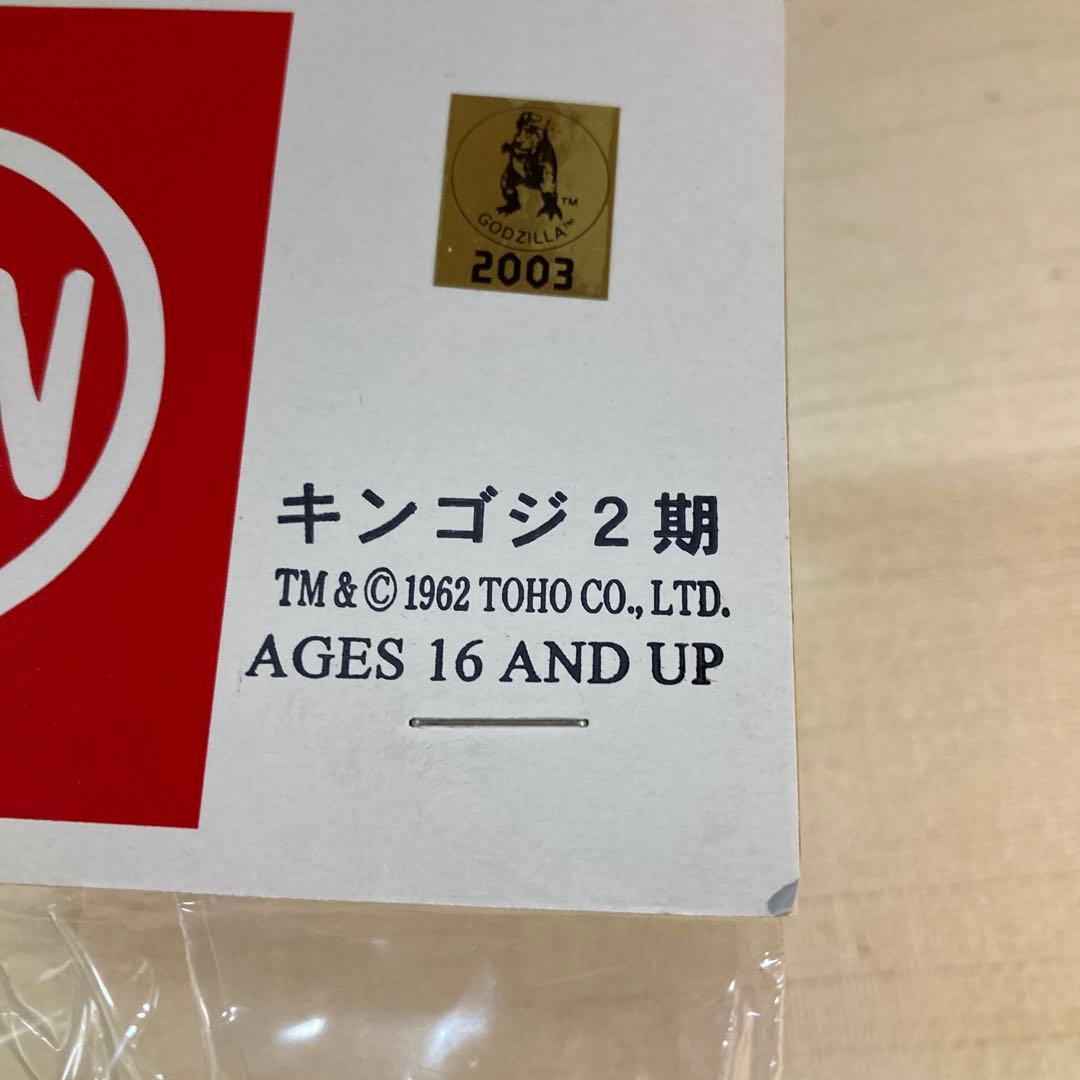 TM
GODZILLA™
2003
キンゴジ2期
TM & © 1962 TOHO CO., LTD.
AGES 16 AND UP